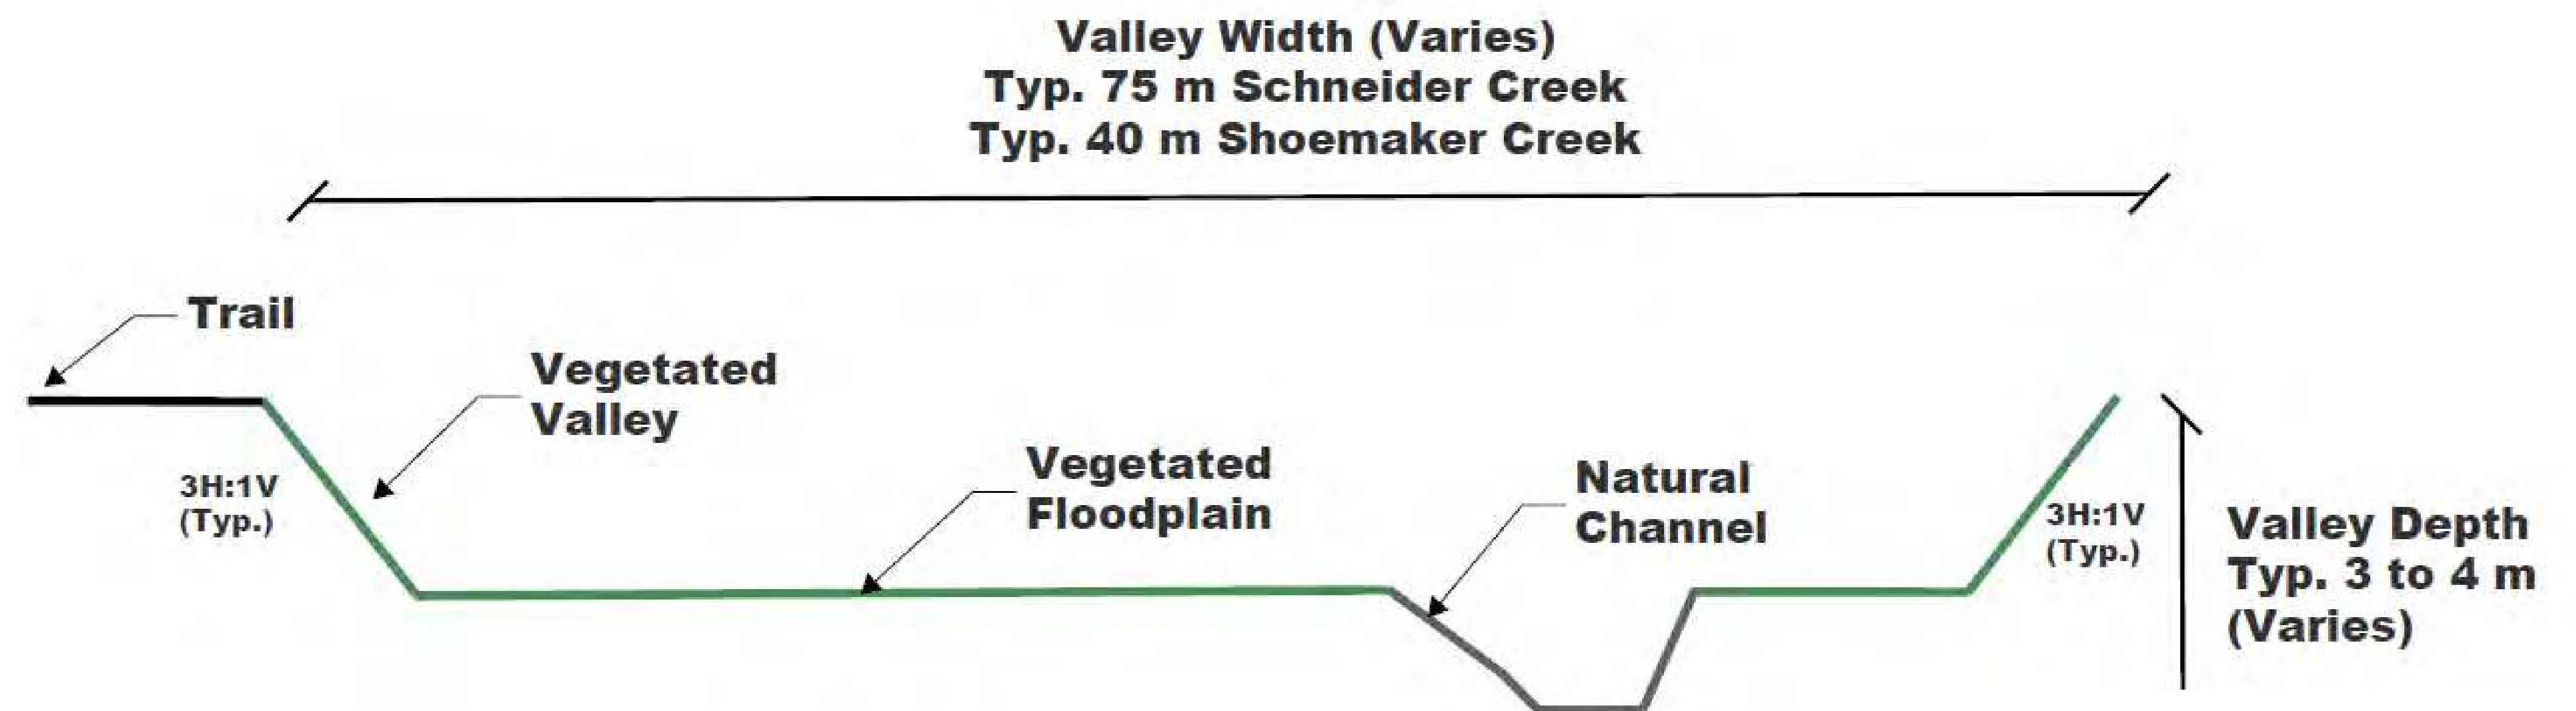 Valley Width (Varies)
Typ. 75 m Schneider Creek
Typ. 40 m Shoemaker Creek
Trail
Vegetated
Valley
3H:1V
(Typ.)
Vegetated
Floodplain
Natural
Channel
3H:1V
(Typ.)
Valley Depth
Typ. 3 to 4 m
(Varies)